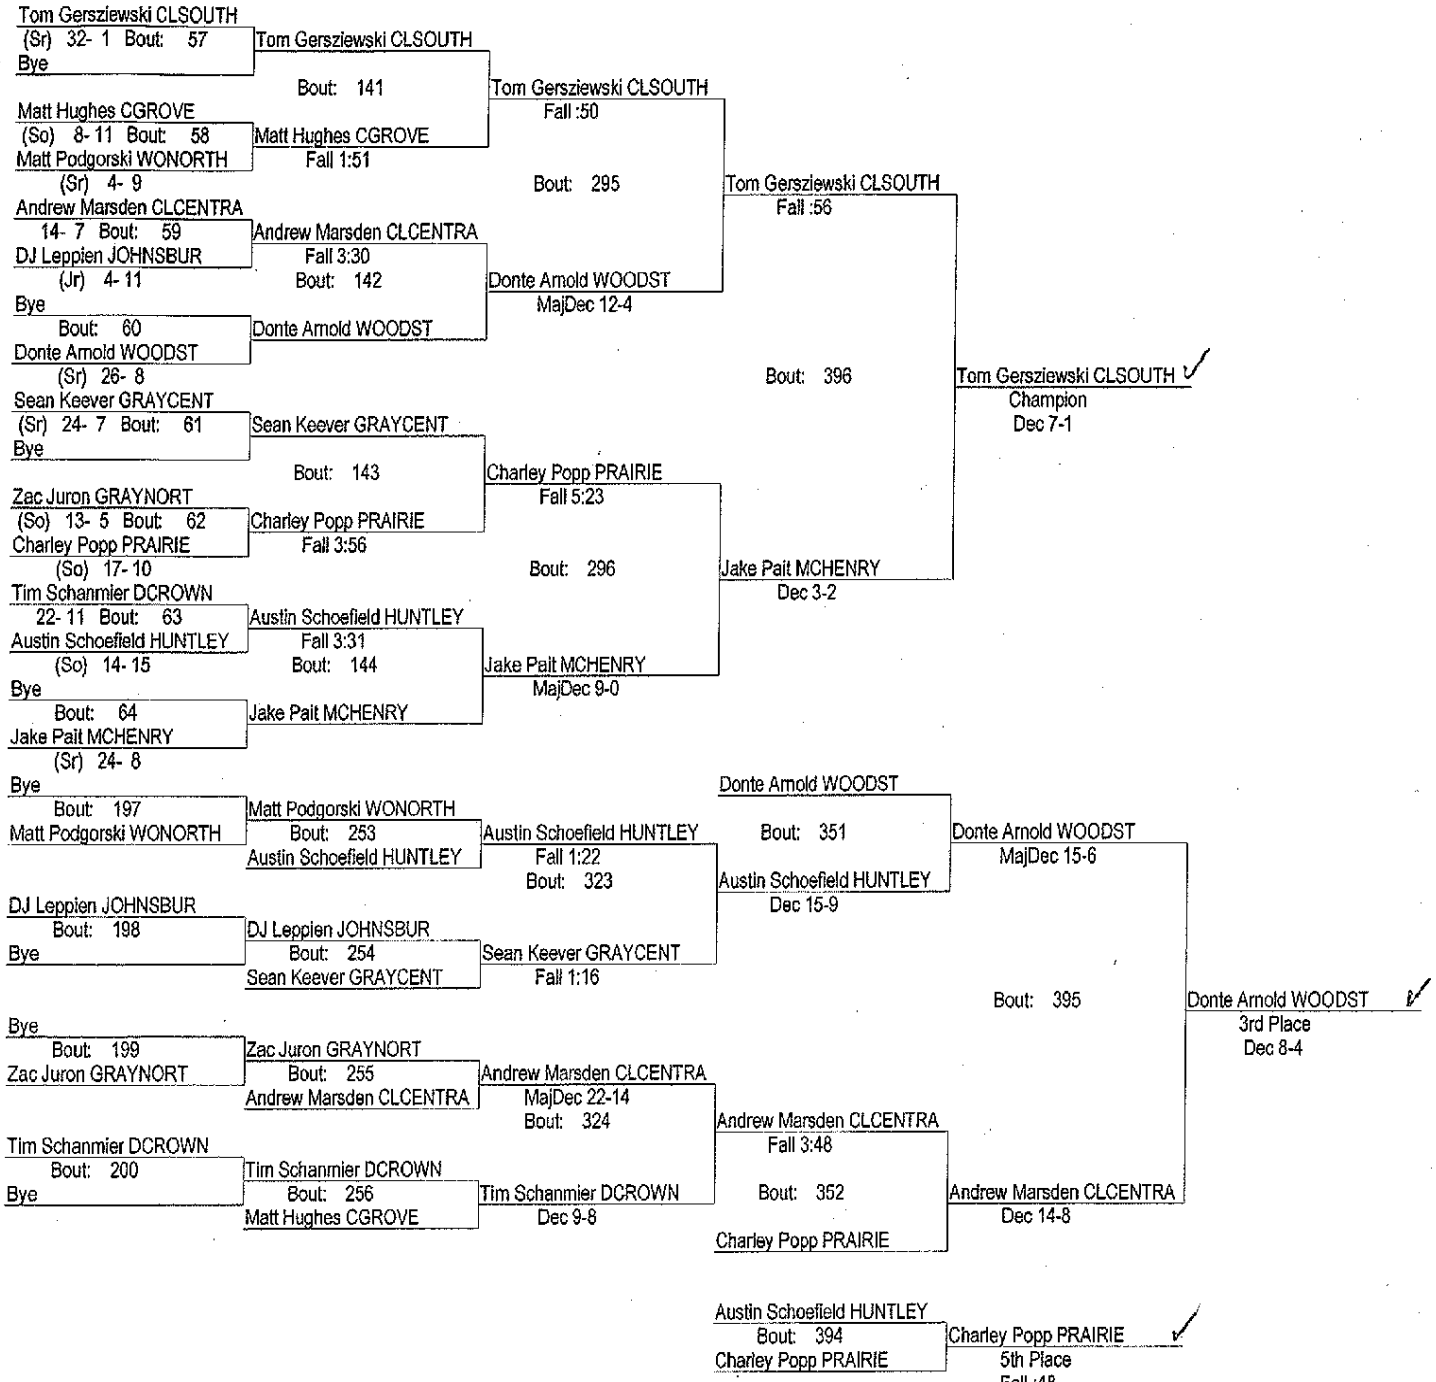 Tom Gersziewski CLSOUTH
(Sr) 32- 1 Bout: 57
Bye
Tom Gersziewski CLSOUTH
Bout: 141
Matt Hughes CGROVE
(So) 8- 11 Bout: 58
Matt Podgorski WONORTH
(Sr) 4- 9
Matt Hughes CGROVE
Fall 1:51
Tom Gersziewski CLSOUTH
Fall :50
Bout: 295
Andrew Marsden CLCENTRA
14- 7 Bout: 59
DJ Leppien JOHNSBUR
(Jr) 4- 11
Andrew Marsden CLCENTRA
Fall 3:30
Bout: 142
Bye
Bout: 60
Donte Arnold WOODST
(Sr) 26- 8
Donte Arnold WOODST
Donte Arnold WOODST
MajDec 12-4
Tom Gersziewski CLSOUTH
Fall :56
Bout: 396
Tom Gersziewski CLSOUTH
Champion
Dec 7-1
Sean Keever GRAYCENT
(Sr) 24- 7 Bout: 61
Bye
Sean Keever GRAYCENT
Bout: 143
Zac Juron GRAYNORT
(So) 13- 5 Bout: 62
Charley Popp PRAIRIE
(So) 17- 10
Charley Popp PRAIRIE
Fall 3:56
Charley Popp PRAIRIE
Fall 5:23
Bout: 296
Tim Schanmier DCROWN
22- 11 Bout: 63
Austin Schoefield HUNTLEY
(So) 14- 15
Austin Schoefield HUNTLEY
Fall 3:31
Bout: 144
Bye
Bout: 64
Jake Pait MCHENRY
(Sr) 24- 8
Jake Pait MCHENRY
Jake Pait MCHENRY
MajDec 9-0
Jake Pait MCHENRY
Dec 3-2
Bye
Bout: 197
Matt Podgorski WONORTH
Matt Podgorski WONORTH
Bout: 253
Austin Schoefield HUNTLEY
Austin Schoefield HUNTLEY
Fall 1:22
Bout: 323
DJ Leppien JOHNSBUR
Bout: 198
Bye
DJ Leppien JOHNSBUR
Bout: 254
Sean Keever GRAYCENT
Sean Keever GRAYCENT
Fall 1:16
Donte Arnold WOODST
Bout: 351
Austin Schoefield HUNTLEY
Dec 15-9
Donte Arnold WOODST
MajDec 15-6
Bout: 395
Donte Arnold WOODST
3rd Place
Dec 8-4
Bye
Bout: 199
Zac Juron GRAYNORT
Zac Juron GRAYNORT
Bout: 255
Andrew Marsden CLCENTRA
Andrew Marsden CLCENTRA
MajDec 22-14
Bout: 324
Tim Schanmier DCROWN
Bout: 200
Bye
Tim Schanmier DCROWN
Bout: 256
Matt Hughes CGROVE
Tim Schanmier DCROWN
Dec 9-8
Andrew Marsden CLCENTRA
Fall 3:48
Bout: 352
Charley Popp PRAIRIE
Andrew Marsden CLCENTRA
Dec 14-8
Austin Schoefield HUNTLEY
Bout: 394
Charley Popp PRAIRIE
Charley Popp PRAIRIE
5th Place
Fall :48